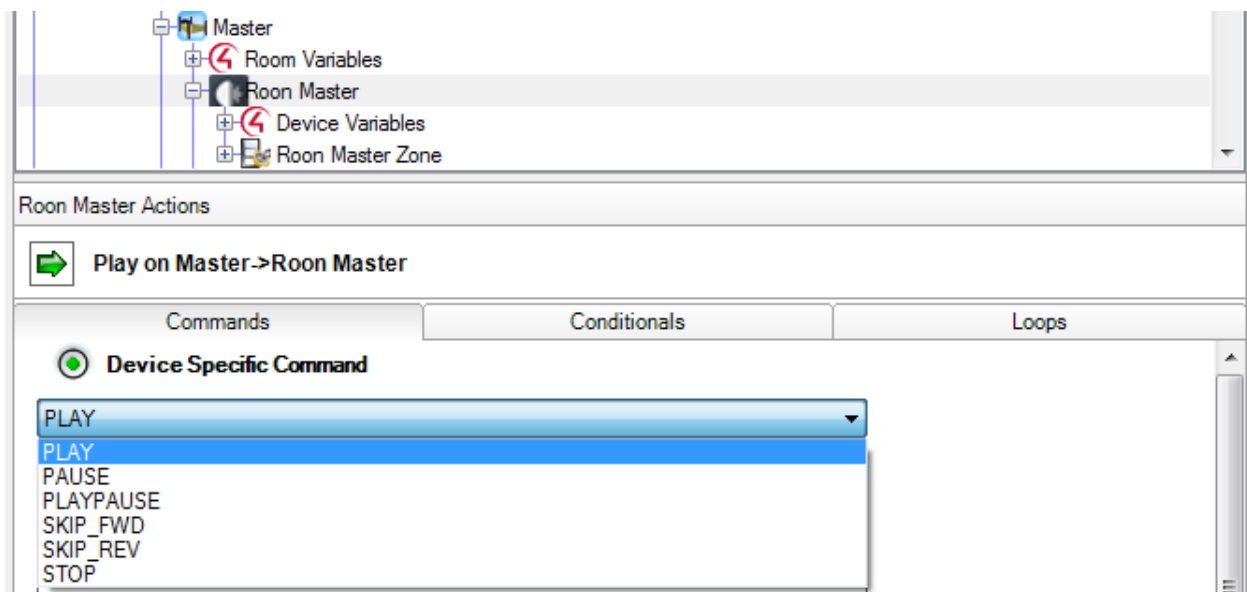 Master
Room Variables
Roon Master
Device Variables
Roon Master Zone
Roon Master Actions
Play on Master->Roon Master
Commands Conditionals Loops
Device Specific Command
PLAY
PLAY
PAUSE
PLAYPAUSE
SKIP_FWD
SKIP_REV
STOP